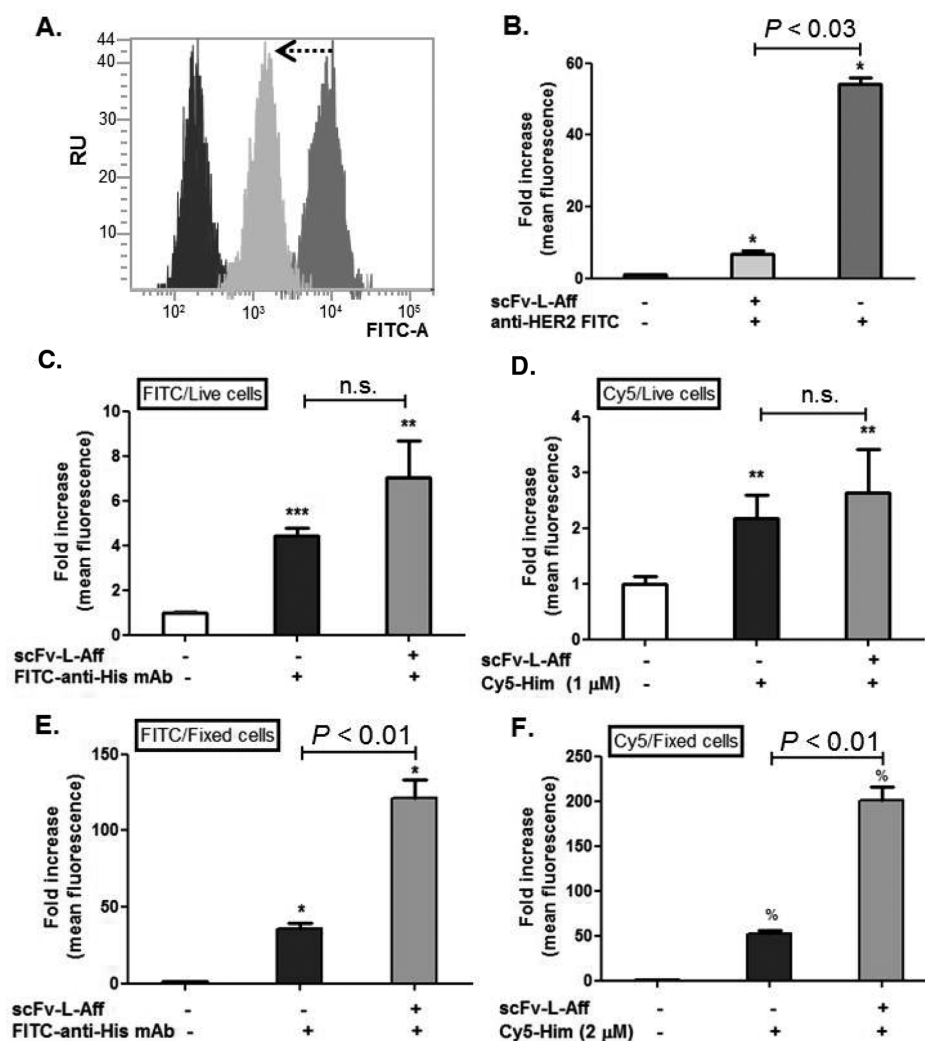 A.
44
40
30
20
10
RU
10²
10³
10⁴
10⁵
FITC-A
B.
P < 0.03
60
40
20
0
Fold increase
(mean fluorescence)
*
*
scFv-L-Aff - + -
anti-HER2 FITC - + +
C.
FITC/Live cells
n.s.
10
8
6
4
2
0
Fold increase
(mean fluorescence)
***
**
scFv-L-Aff - - +
FITC-anti-His mAb - + +
D.
Cy5/Live cells
n.s.
4
3
2
1
0
Fold increase
(mean fluorescence)
**
**
scFv-L-Aff - - +
Cy5-Him (1 μM) - + +
E.
FITC/Fixed cells
P < 0.01
150
100
50
0
Fold increase
(mean fluorescence)
*
*
scFv-L-Aff - - +
FITC-anti-His mAb - + +
F.
Cy5/Fixed cells
P < 0.01
200
150
100
50
0
Fold increase
(mean fluorescence)
%
%
scFv-L-Aff - - +
Cy5-Him (2 μM) - + +